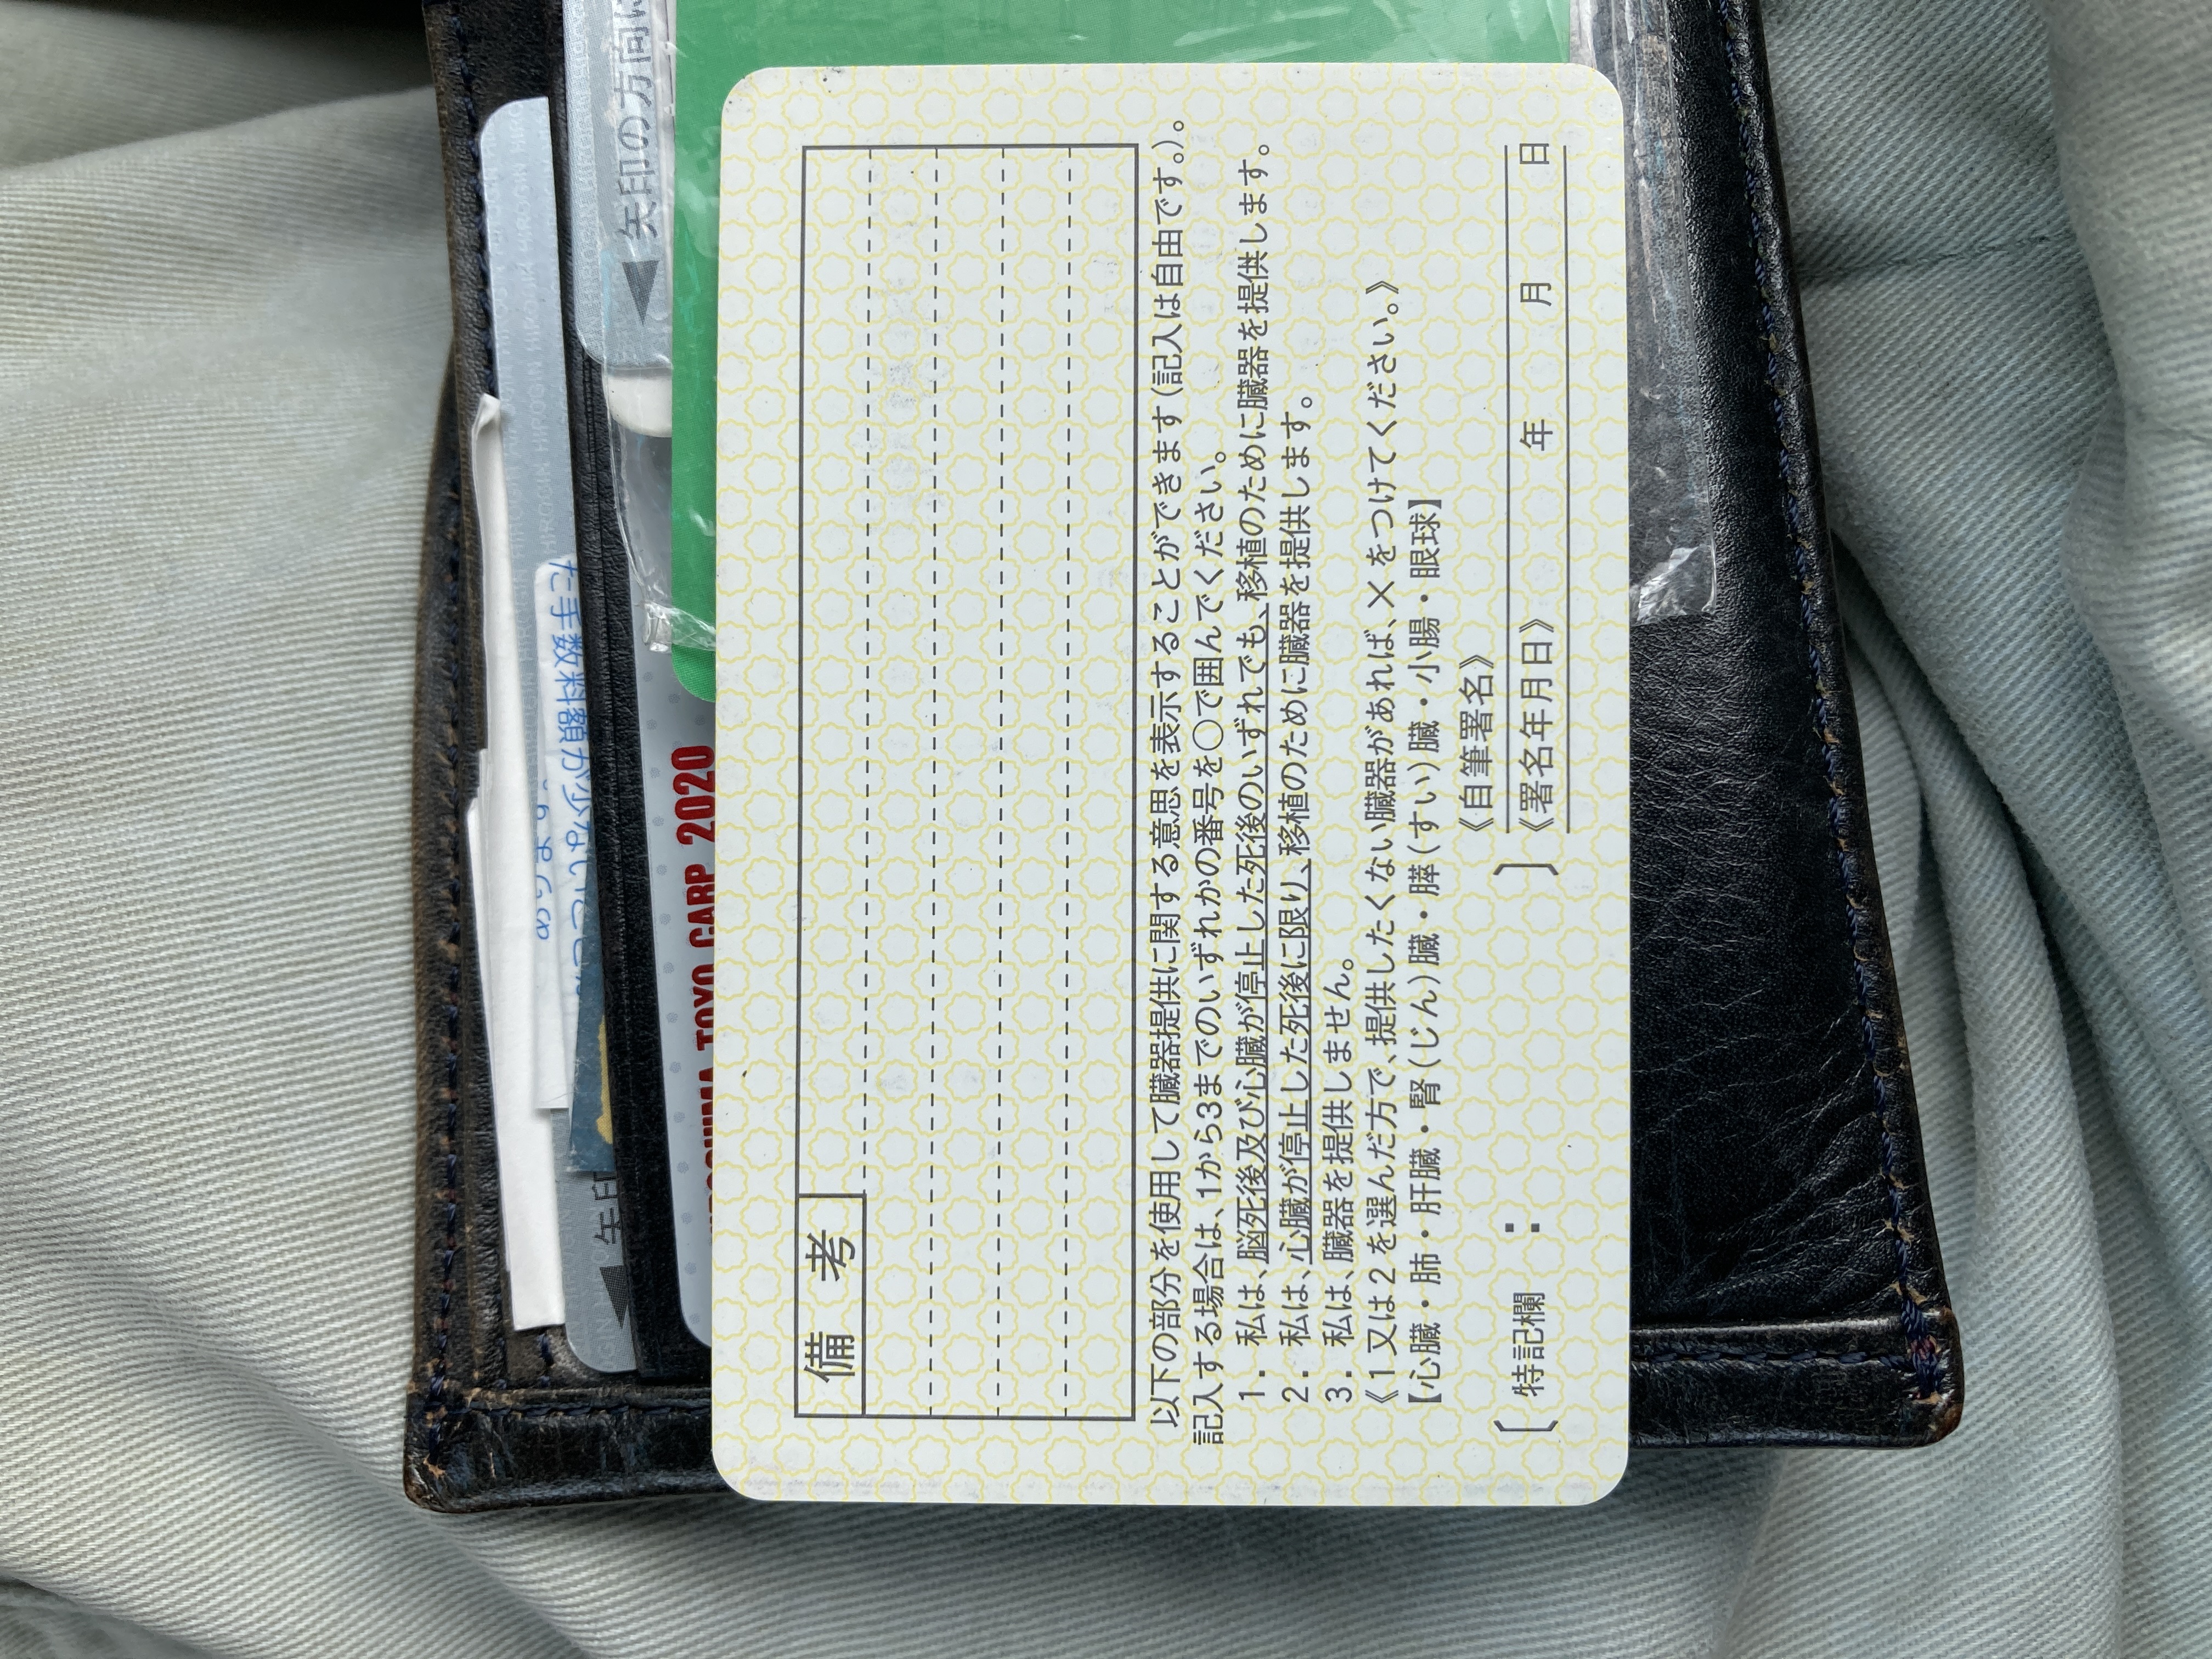 HIROGIN HIROGIN HIROGIN HIROGIN
た手数料額が少ないと
矢印
矢印の方向に
HIROSHIMA TOYO CARP 2020
備 考
以下の部分を使用して臓器提供に関する意思を表示することができます(記入は自由です。)。
記入する場合は、1から3までのいずれかの番号を○で囲んでください。
1. 私は、脳死後及び心臓が停止した死後のいずれでも、移植のために臓器を提供します。
2. 私は、心臓が停止した死後に限り、移植のために臓器を提供します。
3. 私は、臓器を提供しません。
《1又は2を選んだ方で、提供したくない臓器があれば、×をつけてください。》
【心臓・肺・肝臓・腎(じん)臓・膵(すい)臓・小腸・眼球】
〔特記欄 : 〕
《自筆署名》
《署名年月日》 年 月 日